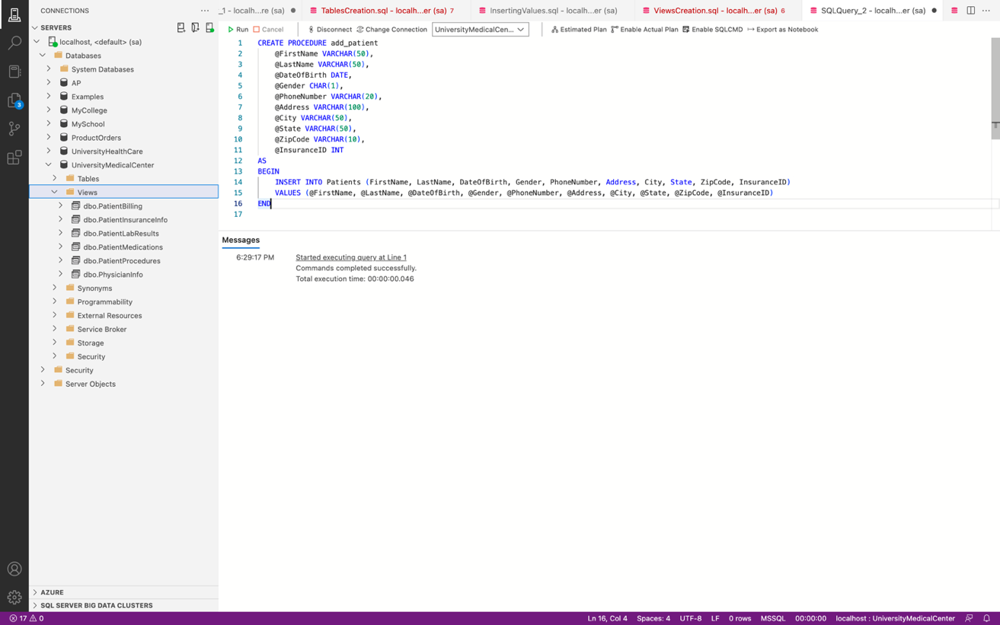 CONNECTIONS
_1 - localh...re (sa)
TablesCreation.sql - localh...er (sa) 7
InsertingValues.sql - localh...er (sa)
ViewsCreation.sql - localh...er (sa) 6
SQLQuery_2 - localh...er (sa)
SERVERS
localhost, <default> (sa)
Databases
System Databases
AP
Examples
MyCollege
MySchool
ProductOrders
UniversityHealthCare
UniversityMedicalCenter
Tables
Views
dbo.PatientBilling
dbo.PatientInsuranceInfo
dbo.PatientLabResults
dbo.PatientMedications
dbo.PatientProcedures
dbo.PhysicianInfo
Synonyms
Programmability
External Resources
Service Broker
Storage
Security
Security
Server Objects
AZURE
SQL SERVER BIG DATA CLUSTERS
3
Run Cancel Disconnect Change Connection UniversityMedicalCen... Estimated Plan Enable Actual Plan Enable SQLCMD Export as Notebook
1 CREATE PROCEDURE add_patient
2 @FirstName VARCHAR(50),
3 @LastName VARCHAR(50),
4 @DateOfBirth DATE,
5 @Gender CHAR(1),
6 @PhoneNumber VARCHAR(20),
7 @Address VARCHAR(100),
8 @City VARCHAR(50),
9 @State VARCHAR(50),
10 @ZipCode VARCHAR(10),
11 @InsuranceID INT
12 AS
13 BEGIN
14 INSERT INTO Patients (FirstName, LastName, DateOfBirth, Gender, PhoneNumber, Address, City, State, ZipCode, InsuranceID)
15 VALUES (@FirstName, @LastName, @DateOfBirth, @Gender, @PhoneNumber, @Address, @City, @State, @ZipCode, @InsuranceID)
16 END
17
Messages
6:29:17 PM Started executing query at Line 1
Commands completed successfully.
Total execution time: 00:00:00.046
17 0 Ln 16, Col 4 Spaces: 4 UTF-8 LF 0 rows MSSQL 00:00:00 localhost : UniversityMedicalCenter